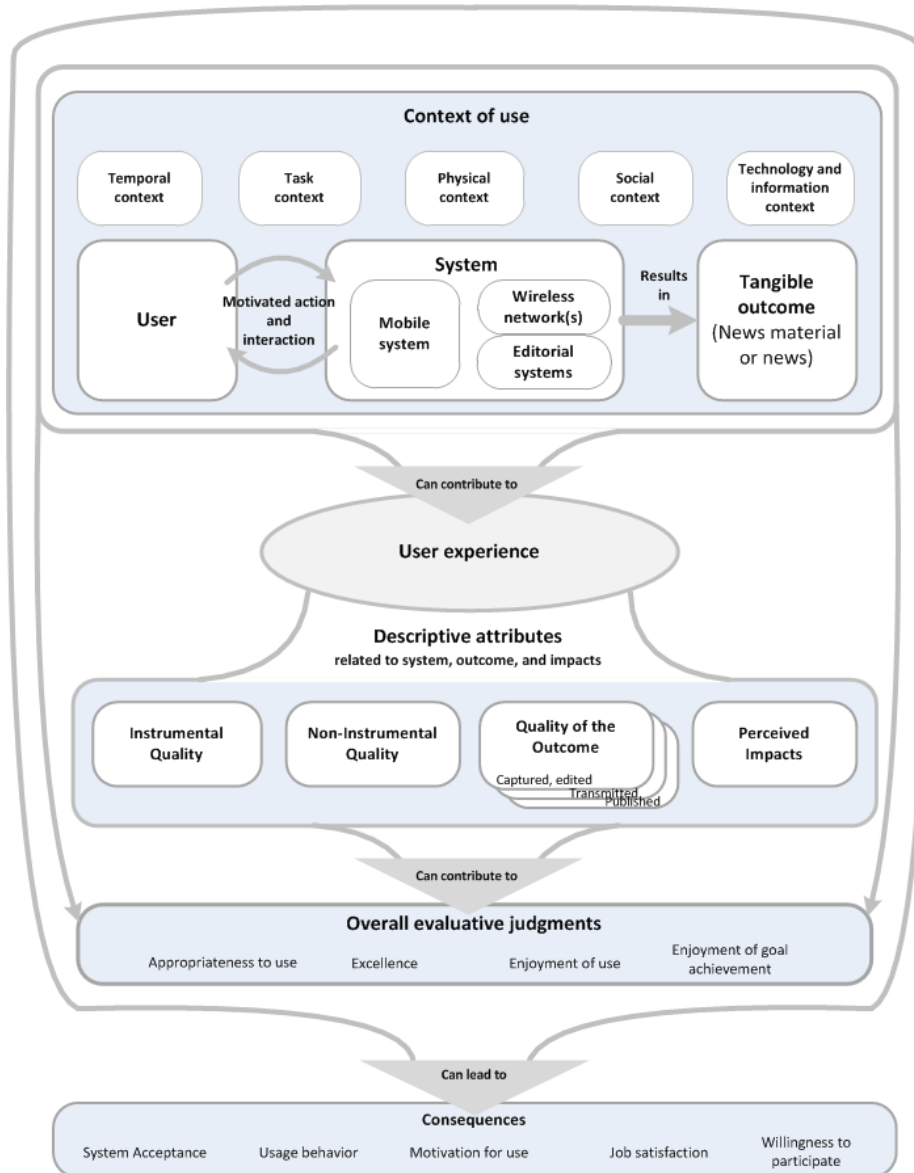 Context of use
Temporal
context
Task
context
Physical
context
Social
context
Technology and
information
context
User
Motivated action
and
interaction
System
Mobile
system
Wireless
network(s)
Editorial
systems
Results
in
Tangible
outcome
(News material
or news)
Can contribute to
User experience
Descriptive attributes
related to system, outcome, and impacts
Instrumental
Quality
Non-Instrumental
Quality
Quality of the
Outcome
Captured, edited
Transmitted
Published
Perceived
Impacts
Can contribute to
Overall evaluative judgments
Appropriateness to use
Excellence
Enjoyment of use
Enjoyment of goal
achievement
Can lead to
Consequences
System Acceptance
Usage behavior
Motivation for use
Job satisfaction
Willingness to
participate